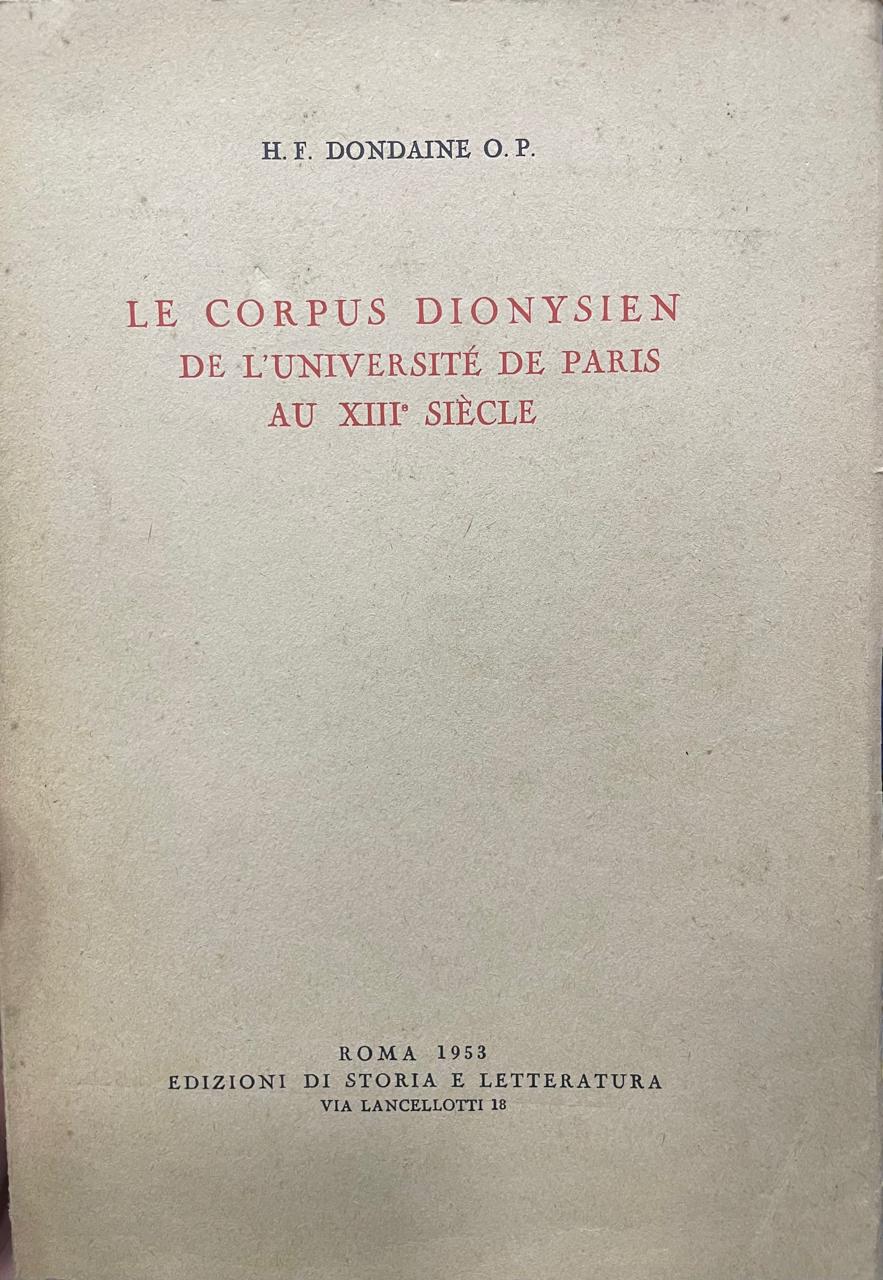 H. F. DONDAINE O. P.
LE CORPUS DIONYSIEN
DE L'UNIVERSITÉ DE PARIS
AU XIIIe SIÈCLE
ROMA 1953
EDIZIONI DI STORIA E LETTERATURA
VIA LANCELLOTTI 18